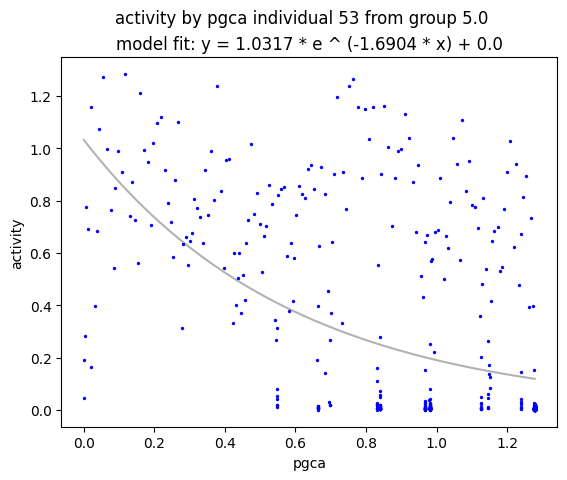 activity by pgca individual 53 from group 5.0
model fit: y = 1.0317 * e ^ (-1.6904 * x) + 0.0
activity
1.2
1.0
0.8
0.6
0.4
0.2
0.0
0.0 0.2 0.4 0.6 0.8 1.0 1.2
pgca